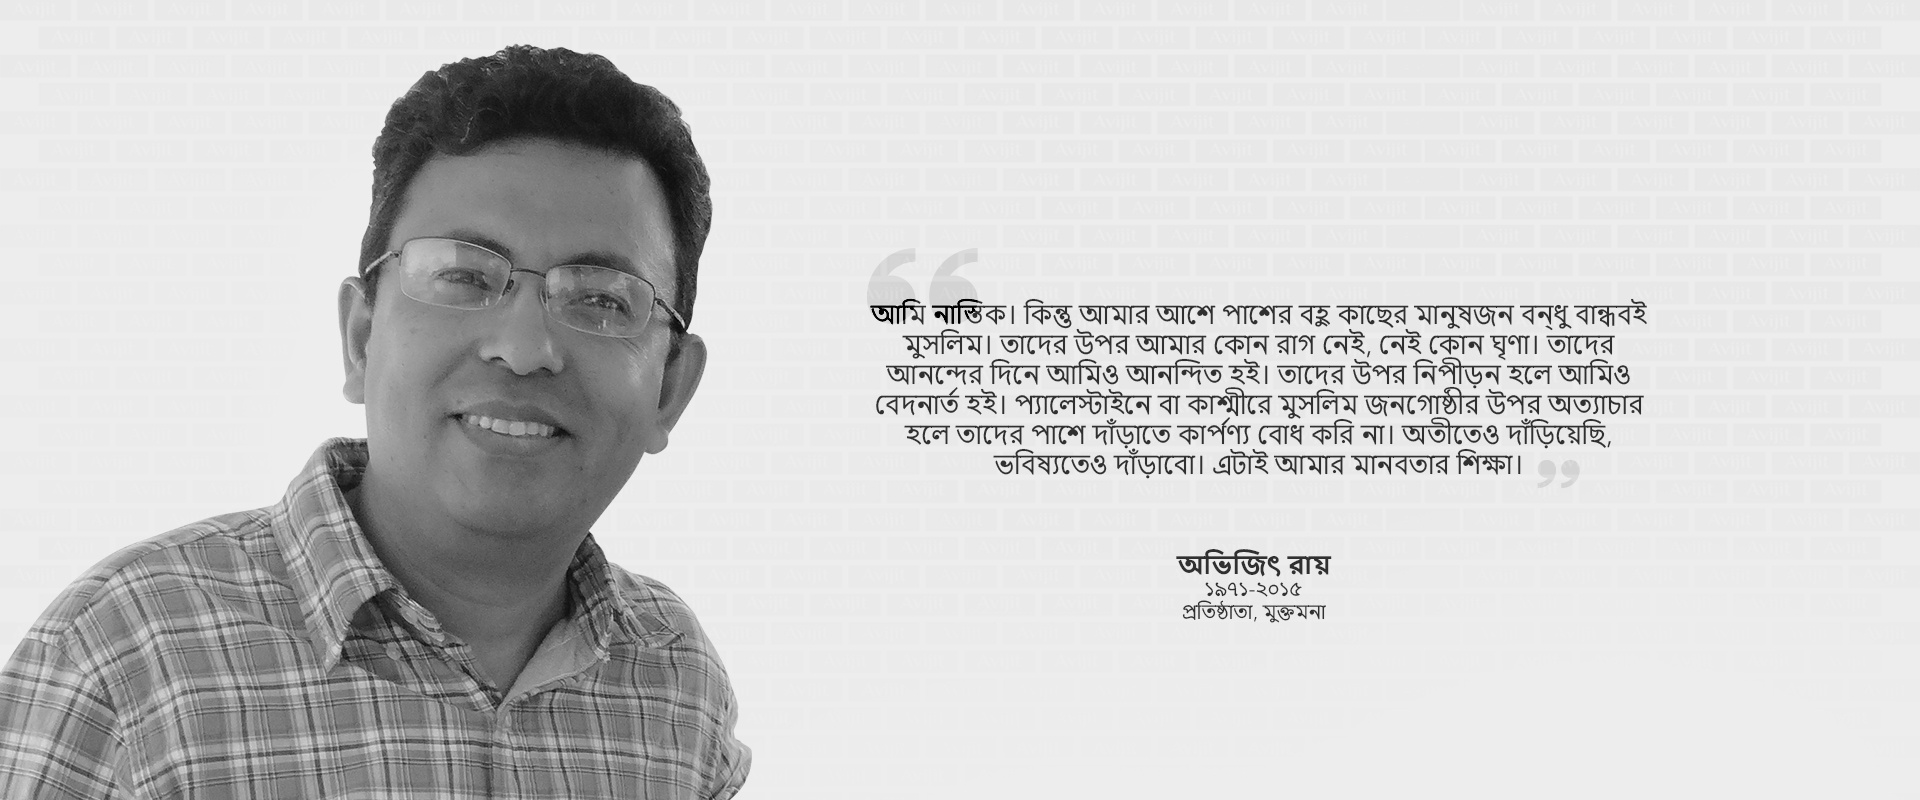 আমি নাস্তিক। কিন্তু আমার আশে পাশের বহু কাছের মানুষজন বন্ধু বান্ধবই
মুসলিম। তাদের উপর আমার কোন রাগ নেই, নেই কোন ঘৃণা। তাদের
আনন্দের দিনে আমিও আনন্দিত হই। তাদের উপর নিপীড়ন হলে আমিও
বেদনার্ত হই। প্যালেস্টাইনে বা কাশ্মীরে মুসলিম জনগোষ্ঠীর উপর অত্যাচার
হলে তাদের পাশে দাঁড়াতে কার্পণ্য বোধ করি না। অতীতেও দাঁড়িয়েছি,
ভবিষ্যতেও দাঁড়াবো। এটাই আমার মানবতার শিক্ষা।
অভিজিৎ রায়
১৯৭১-২০১৫
প্রতিষ্ঠাতা, মুক্তমনা